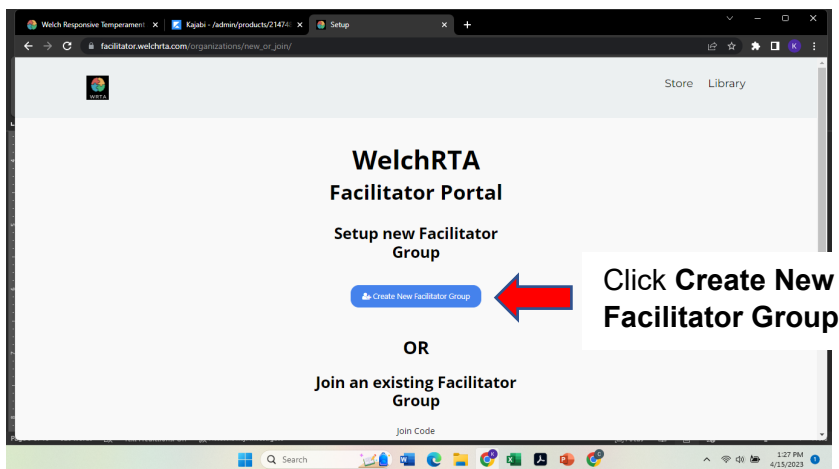 Welch Responsive Temperament
Kajabi - /admin/products/21474
Setup
facilitator.welchrta.com/organizations/new_or_join/
K
WRTA
Store Library
WelchRTA
Facilitator Portal
Setup new Facilitator
Group
Create New Facilitator Group
Click Create New
Facilitator Group
OR
Join an existing Facilitator
Group
Join Code
Search
1:27 PM
4/15/2023